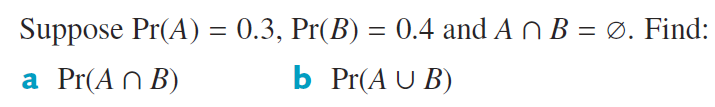 Suppose Pr(A) = 0.3, Pr(B) = 0.4 and A ∩ B = ∅. Find:
a Pr(A ∩ B) b Pr(A ∪ B)